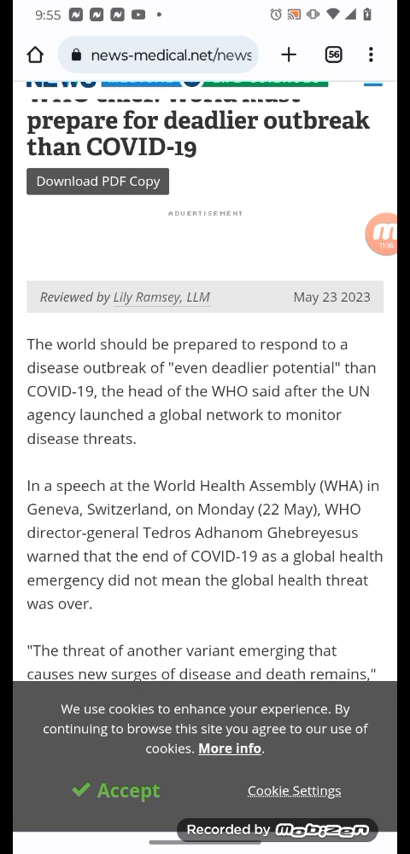 9:55
56
news-medical.net/news
NEWS
WHO chief: World must
prepare for deadlier outbreak
than COVID-19
Download PDF Copy
ADVERTISEMENT
11:16
Reviewed by Lily Ramsey, LLM May 23 2023
The world should be prepared to respond to a
disease outbreak of "even deadlier potential" than
COVID-19, the head of the WHO said after the UN
agency launched a global network to monitor
disease threats.
In a speech at the World Health Assembly (WHA) in
Geneva, Switzerland, on Monday (22 May), WHO
director-general Tedros Adhanom Ghebreyesus
warned that the end of COVID-19 as a global health
emergency did not mean the global health threat
was over.
"The threat of another variant emerging that
causes new surges of disease and death remains,"
We use cookies to enhance your experience. By
continuing to browse this site you agree to our use of
cookies. More info.
Accept Cookie Settings
Recorded by mobizen